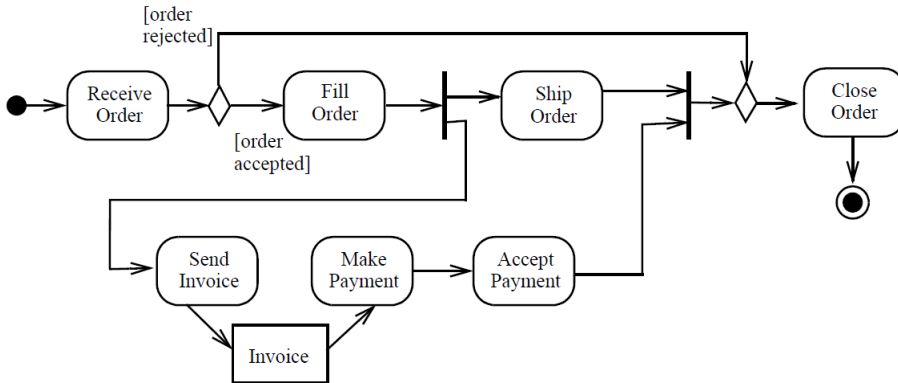 [order
rejected]
Receive
Order
Fill
Order
[order
accepted]
Ship
Order
Close
Order
Send
Invoice
Make
Payment
Accept
Payment
Invoice